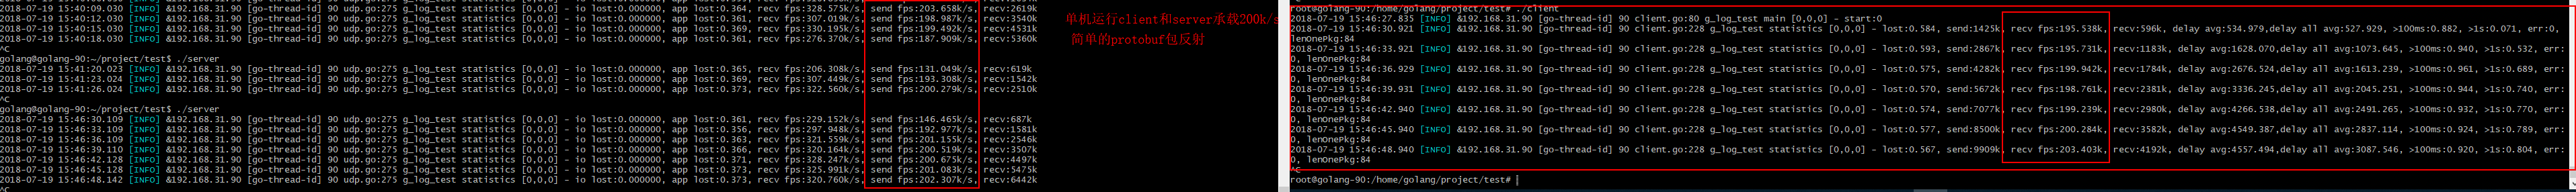 2018-07-19 15:40:09.030 [INFO] &192.168.31.90 [go-thread-id] 90 udp.go:275 g_log_test statistics [0,0,0] - io lost:0.000000, app lost:0.370, recv fps:328.575k/s, send fps:203.658k/s, recv:2619k
2018-07-19 15:40:12.030 [INFO] &192.168.31.90 [go-thread-id] 90 udp.go:275 g_log_test statistics [0,0,0] - io lost:0.000000, app lost:0.361, recv fps:307.019k/s, send fps:198.987k/s, recv:3540k
2018-07-19 15:40:15.030 [INFO] &192.168.31.90 [go-thread-id] 90 udp.go:275 g_log_test statistics [0,0,0] - io lost:0.000000, app lost:0.369, recv fps:330.195k/s, send fps:199.492k/s, recv:4531k
2018-07-19 15:40:18.030 [INFO] &192.168.31.90 [go-thread-id] 90 udp.go:275 g_log_test statistics [0,0,0] - io lost:0.000000, app lost:0.361, recv fps:276.370k/s, send fps:187.909k/s, recv:5360k
^C
golang@golang-90:~/project/test$ ./server
2018-07-19 15:41:20.023 [INFO] &192.168.31.90 [go-thread-id] 90 udp.go:275 g_log_test statistics [0,0,0] - io lost:0.000000, app lost:0.365, recv fps:206.308k/s, send fps:131.049k/s, recv:619k
2018-07-19 15:41:23.024 [INFO] &192.168.31.90 [go-thread-id] 90 udp.go:275 g_log_test statistics [0,0,0] - io lost:0.000000, app lost:0.369, recv fps:307.449k/s, send fps:193.308k/s, recv:1542k
2018-07-19 15:41:26.024 [INFO] &192.168.31.90 [go-thread-id] 90 udp.go:275 g_log_test statistics [0,0,0] - io lost:0.000000, app lost:0.373, recv fps:322.560k/s, send fps:200.279k/s, recv:2510k
^C
golang@golang-90:~/project/test$ ./server
2018-07-19 15:46:30.109 [INFO] &192.168.31.90 [go-thread-id] 90 udp.go:275 g_log_test statistics [0,0,0] - io lost:0.000000, app lost:0.361, recv fps:229.152k/s, send fps:146.465k/s, recv:687k
2018-07-19 15:46:33.109 [INFO] &192.168.31.90 [go-thread-id] 90 udp.go:275 g_log_test statistics [0,0,0] - io lost:0.000000, app lost:0.356, recv fps:297.948k/s, send fps:192.977k/s, recv:1581k
2018-07-19 15:46:36.109 [INFO] &192.168.31.90 [go-thread-id] 90 udp.go:275 g_log_test statistics [0,0,0] - io lost:0.000000, app lost:0.363, recv fps:321.559k/s, send fps:201.155k/s, recv:2546k
2018-07-19 15:46:39.110 [INFO] &192.168.31.90 [go-thread-id] 90 udp.go:275 g_log_test statistics [0,0,0] - io lost:0.000000, app lost:0.366, recv fps:320.164k/s, send fps:200.519k/s, recv:3507k
2018-07-19 15:46:42.128 [INFO] &192.168.31.90 [go-thread-id] 90 udp.go:275 g_log_test statistics [0,0,0] - io lost:0.000000, app lost:0.371, recv fps:328.247k/s, send fps:200.675k/s, recv:4497k
2018-07-19 15:46:45.128 [INFO] &192.168.31.90 [go-thread-id] 90 udp.go:275 g_log_test statistics [0,0,0] - io lost:0.000000, app lost:0.373, recv fps:325.991k/s, send fps:201.083k/s, recv:5475k
2018-07-19 15:46:48.142 [INFO] &192.168.31.90 [go-thread-id] 90 udp.go:275 g_log_test statistics [0,0,0] - io lost:0.000000, app lost:0.373, recv fps:320.760k/s, send fps:202.307k/s, recv:6442k
^C
单机运行client和server承载200k/s
简单的protobuf包反射
root@golang-90:/home/golang/project/test# ./client
2018-07-19 15:46:27.835 [INFO] &192.168.31.90 [go-thread-id] 90 client.go:80 g_log_test main [0,0,0] - start:0
2018-07-19 15:46:30.921 [INFO] &192.168.31.90 [go-thread-id] 90 client.go:228 g_log_test statistics [0,0,0] - lost:0.584, send:1425k, recv fps:195.538k, recv:596k, delay avg:534.979,delay all avg:527.929, >100ms:0.882, >1s:0.071, err:0,
lenOnePkg:84
2018-07-19 15:46:33.921 [INFO] &192.168.31.90 [go-thread-id] 90 client.go:228 g_log_test statistics [0,0,0] - lost:0.593, send:2867k, recv fps:195.731k, recv:1183k, delay avg:1628.070,delay all avg:1073.645, >100ms:0.940, >1s:0.532, err:
0, lenOnePkg:84
2018-07-19 15:46:36.929 [INFO] &192.168.31.90 [go-thread-id] 90 client.go:228 g_log_test statistics [0,0,0] - lost:0.575, send:4282k, recv fps:199.942k, recv:1784k, delay avg:2676.524,delay all avg:1613.239, >100ms:0.961, >1s:0.689, err:
0, lenOnePkg:84
2018-07-19 15:46:39.931 [INFO] &192.168.31.90 [go-thread-id] 90 client.go:228 g_log_test statistics [0,0,0] - lost:0.570, send:5672k, recv fps:198.761k, recv:2381k, delay avg:3336.245,delay all avg:2045.251, >100ms:0.944, >1s:0.740, err:
0, lenOnePkg:84
2018-07-19 15:46:42.940 [INFO] &192.168.31.90 [go-thread-id] 90 client.go:228 g_log_test statistics [0,0,0] - lost:0.574, send:7077k, recv fps:199.239k, recv:2980k, delay avg:4266.538,delay all avg:2491.265, >100ms:0.932, >1s:0.770, err:
0, lenOnePkg:84
2018-07-19 15:46:45.940 [INFO] &192.168.31.90 [go-thread-id] 90 client.go:228 g_log_test statistics [0,0,0] - lost:0.577, send:8500k, recv fps:200.284k, recv:3582k, delay avg:4549.387,delay all avg:2837.114, >100ms:0.924, >1s:0.789, err:
0, lenOnePkg:84
2018-07-19 15:46:48.940 [INFO] &192.168.31.90 [go-thread-id] 90 client.go:228 g_log_test statistics [0,0,0] - lost:0.567, send:9909k, recv fps:203.403k, recv:4192k, delay avg:4557.494,delay all avg:3087.546, >100ms:0.920, >1s:0.804, err:
0, lenOnePkg:84
^C
root@golang-90:/home/golang/project/test#